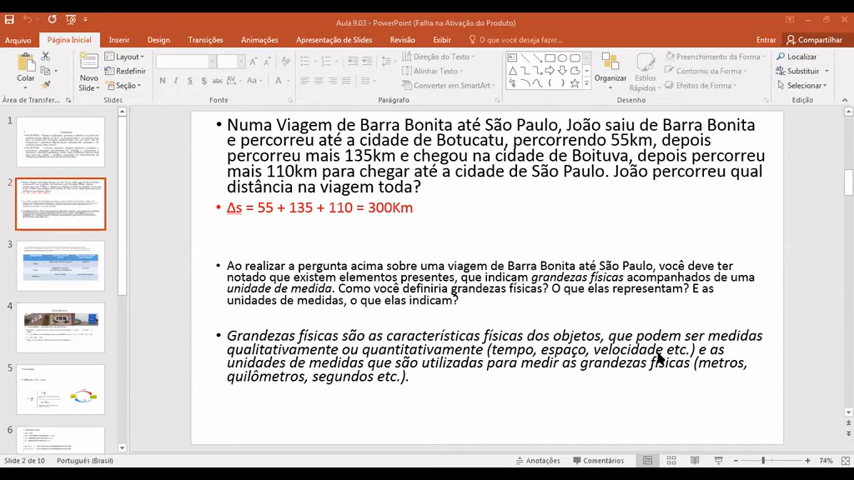 Aula 9.03 - PowerPoint (Falha na Ativação do Produto)
Arquivo
Página Inicial
Inserir
Design
Transições
Animações
Apresentação de Slides
Revisão
Exibir
O que você deseja fazer...
Entrar
Compartilhar
Colar
Novo
Slide
Layout
Redefinir
Seção
Direção do Texto
Alinhar Texto
Converter em SmartArt
Organizar
Estilos
Rápidos
Preenchimento da Forma
Contorno da Forma
Efeitos de Forma
Localizar
Substituir
Selecionar
Área de Transfer...
Slides
Fonte
Parágrafo
Desenho
Edição
1
2
3
4
5
6
• Numa Viagem de Barra Bonita até São Paulo, João saiu de Barra Bonita
e percorreu até a cidade de Botucatu, percorrendo 55km, depois
percorreu mais 135km e chegou na cidade de Boituva, depois percorreu
mais 110km para chegar até a cidade de São Paulo. João percorreu qual
distância na viagem toda?
• Δs = 55 + 135 + 110 = 300Km
• Ao realizar a pergunta acima sobre uma viagem de Barra Bonita até São Paulo, você deve ter
notado que existem elementos presentes, que indicam grandezas físicas acompanhados de uma
unidade de medida. Como você definiria grandezas físicas? O que elas representam? E as
unidades de medidas, o que elas indicam?
• Grandezas físicas são as características físicas dos objetos, que podem ser medidas
qualitativamente ou quantitativamente (tempo, espaço, velocidade etc.) e as
unidades de medidas que são utilizadas para medir as grandezas físicas (metros,
quilômetros, segundos etc.).
Slide 2 de 10
Português (Brasil)
Anotações
Comentários
74%